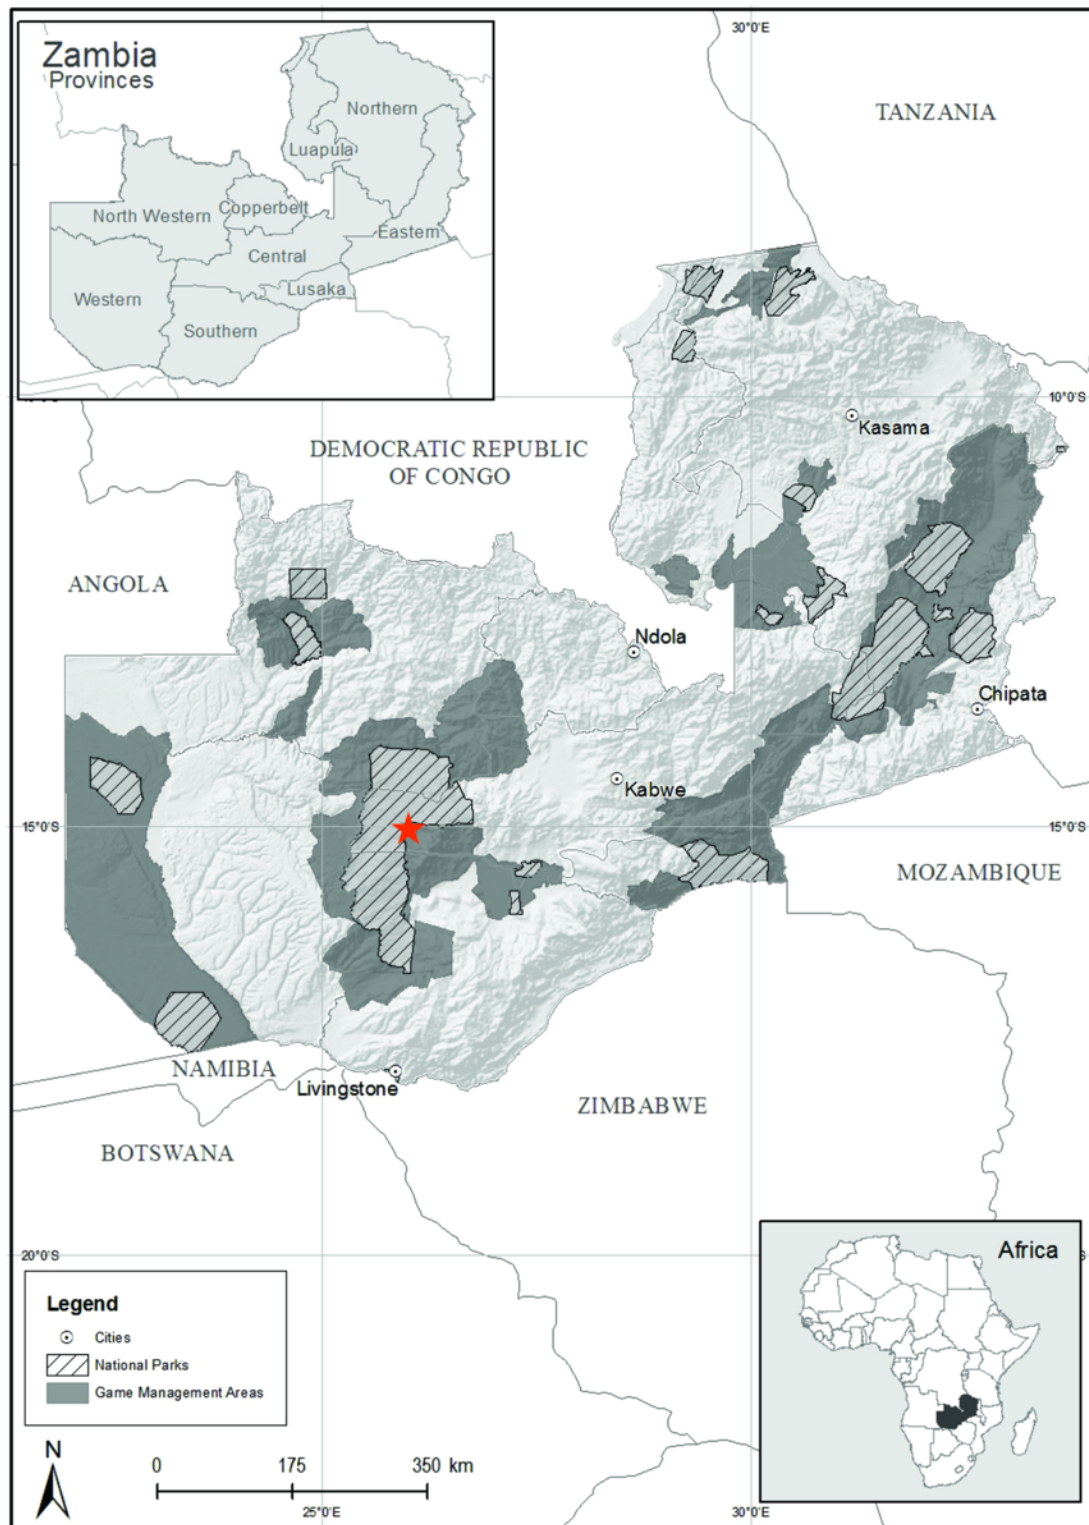 Zambia
Provinces
Northern
Luapula
North Western
Copperbelt
Eastern
Central
Lusaka
Western
Southern
30°0'E
TANZANIA
10°0'S
Kasama
DEMOCRATIC REPUBLIC
OF CONGO
ANGOLA
Ndola
Chipata
Kabwe
15°0'S
15°0'S
MOZAMBIQUE
NAMIBIA
Livingstone
ZIMBABWE
BOTSWANA
20°0'S
Africa
Legend
Cities
National Parks
Game Management Areas
N
0 175 350 km
25°0'E
30°0'E